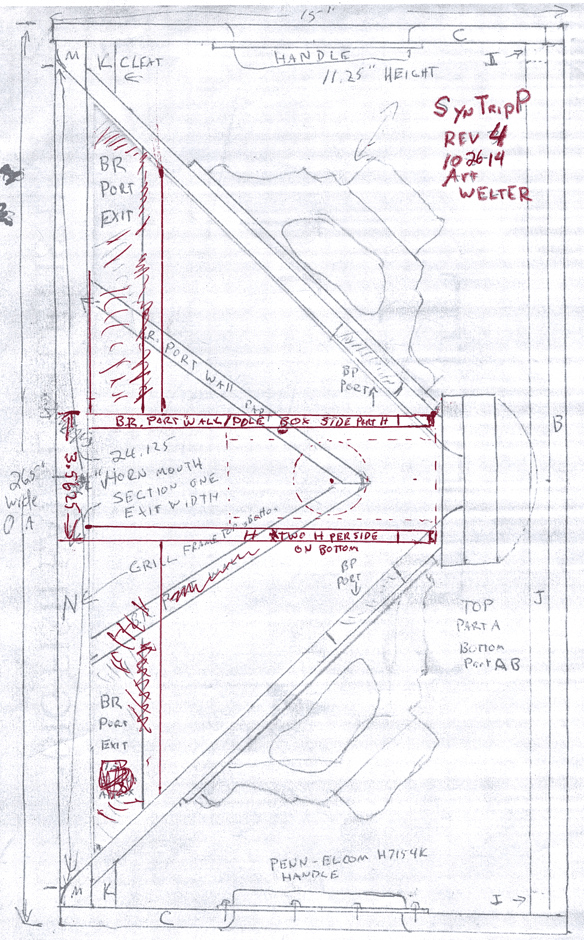 15"
M
K
CLEAT
HANDLE
11.25" HEIGHT
C
I
SYNTRIPP
REV 4
10-26-14
Art
WELTER
BR
PORT
EXIT
B.R. PORT WALL
BP
PORT
B.R. PORT WALL/POLE BOX SIDE PART H
B
3.5625
26.5"
wide
OA
24.125
"HORN MOUTH
SECTION ONE
EXIT WIDTH
GRILL FRAME
H
TWO H PER SIDE
ON BOTTOM
BP
PORT
N
J
TOP
PART A
BOTTOM
PART AB
BR
PORT
EXIT
PENN-ELCOM H7154K
HANDLE
M
K
I
C